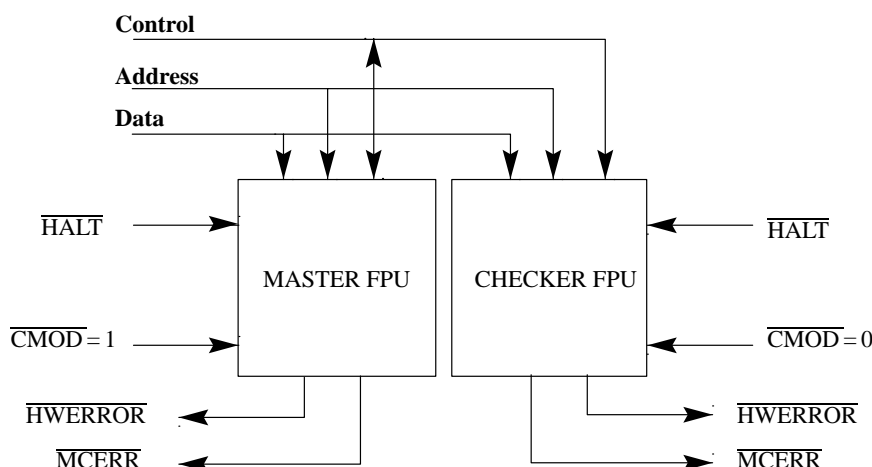 Control
Address
Data
HALT
HALT
MASTER FPU
CHECKER FPU
CMOD = 1
CMOD = 0
HWERROR
HWERROR
MCERR
MCERR